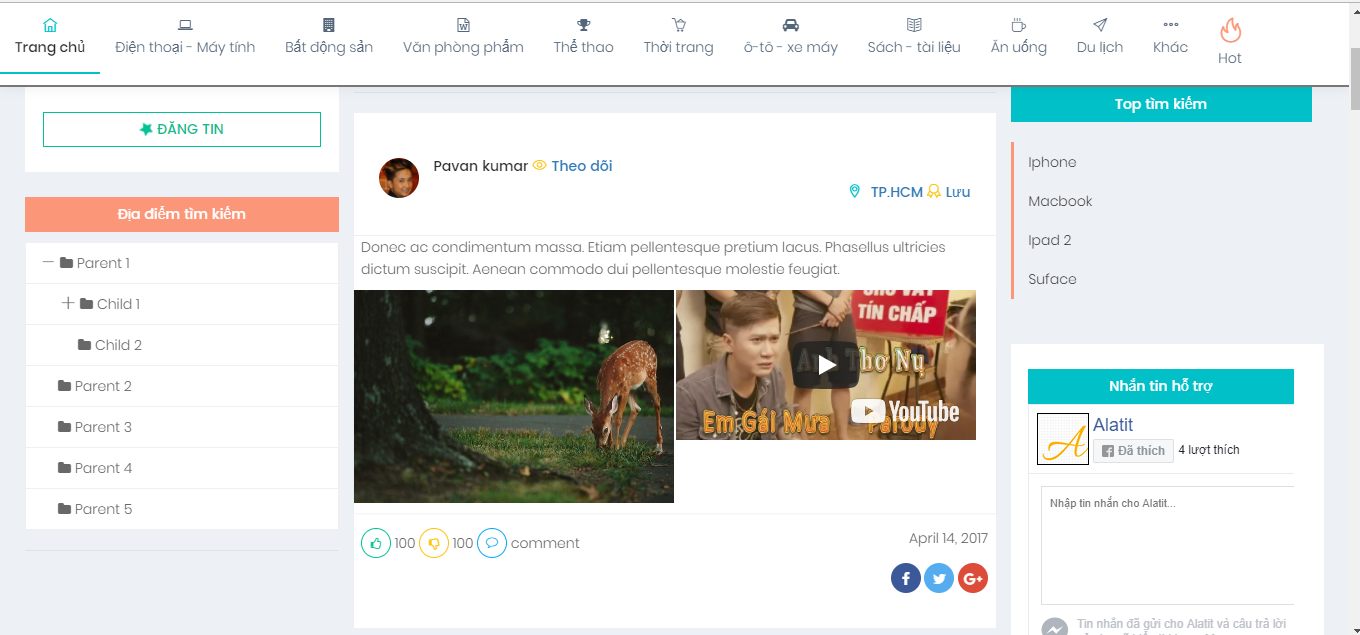 Trang chủ
Điện thoại - Máy tính
Bất động sản
Văn phòng phẩm
Thể thao
Thời trang
ô-tô - xe máy
Sách - tài liệu
Ăn uống
Du lịch
Khác
Hot
ĐĂNG TIN
Địa điểm tìm kiếm
Parent 1
Child 1
Child 2
Parent 2
Parent 3
Parent 4
Parent 5
Pavan kumar Theo dõi
TP.HCM Lưu
Donec ac condimentum massa. Etiam pellentesque pretium lacus. Phasellus ultricies
dictum suscipit. Aenean commodo dui pellentesque molestie feugiat.
TÍN CHẤP
Anh Thơ Nụ
YouTube
Em Gái Mưa Parody
100 100 comment
April 14, 2017
Top tìm kiếm
Iphone
Macbook
Ipad 2
Suface
Nhắn tin hỗ trợ
Alatit
Đã thích 4 lượt thích
Nhập tin nhắn cho Alatit...
Tin nhắn đã gửi cho Alatit và câu trả lời